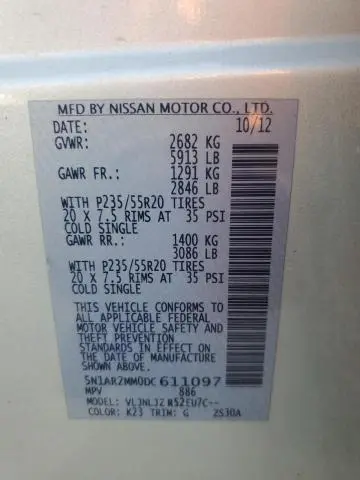 MFD BY NISSAN MOTOR CO., LTD.
DATE: 10/12
GVWR: 2682 KG
5913 LB
GAWR FR.: 1291 KG
2846 LB
WITH P235/55R20 TIRES
20 X 7.5 RIMS AT 35 PSI
COLD SINGLE
GAWR RR.: 1400 KG
3086 LB
WITH P235/55R20 TIRES
20 X 7.5 RIMS AT 35 PSI
COLD SINGLE
THIS VEHICLE CONFORMS TO
ALL APPLICABLE FEDERAL
MOTOR VEHICLE SAFETY
AND THEFT PREVENTION
STANDARDS IN EFFECT ON
THE DATE OF MANUFACTURE
SHOWN ABOVE.
5N1AR2MM0DC611097
MPV 886
MODEL: VLJNLJZ R52EU7C--
COLOR: K23 TRIM: G 2S30A